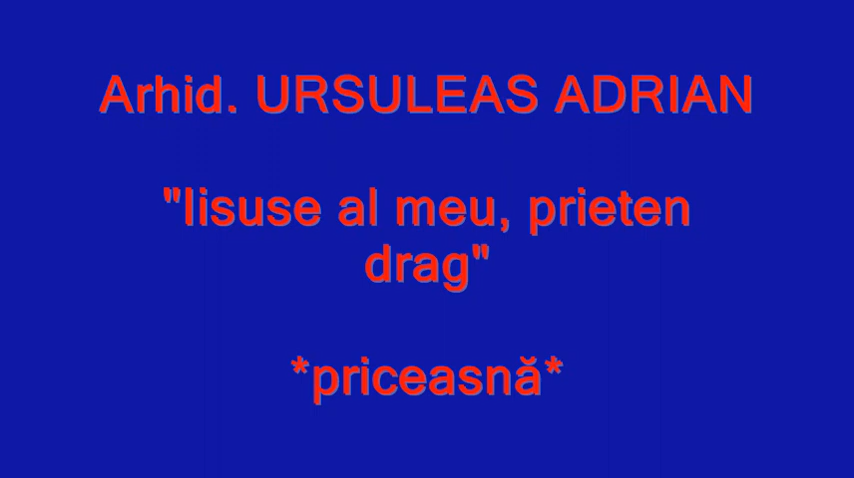 Arhid. URSULEAS ADRIAN
"Iisuse al meu, prieten
drag"
*priceasnă*